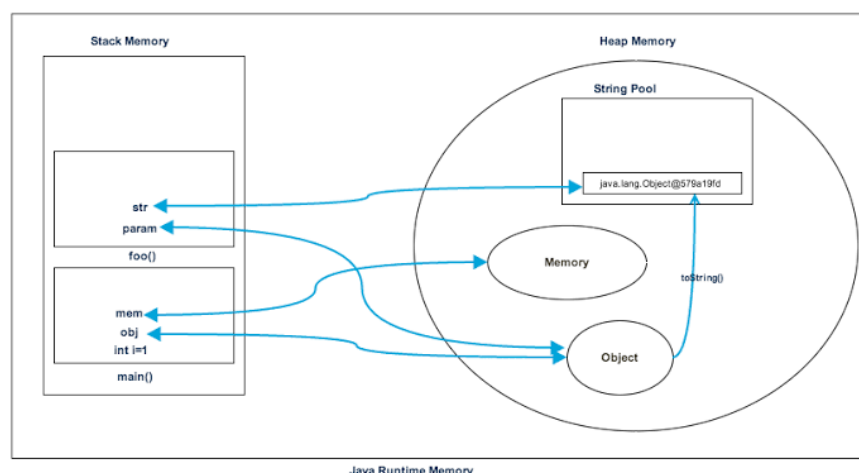 Stack Memory
Heap Memory
String Pool
java.lang.Object@579a19fd
str
param
foo()
Memory
toString()
mem
obj
int i=1
main()
Object
Java Runtime Memory